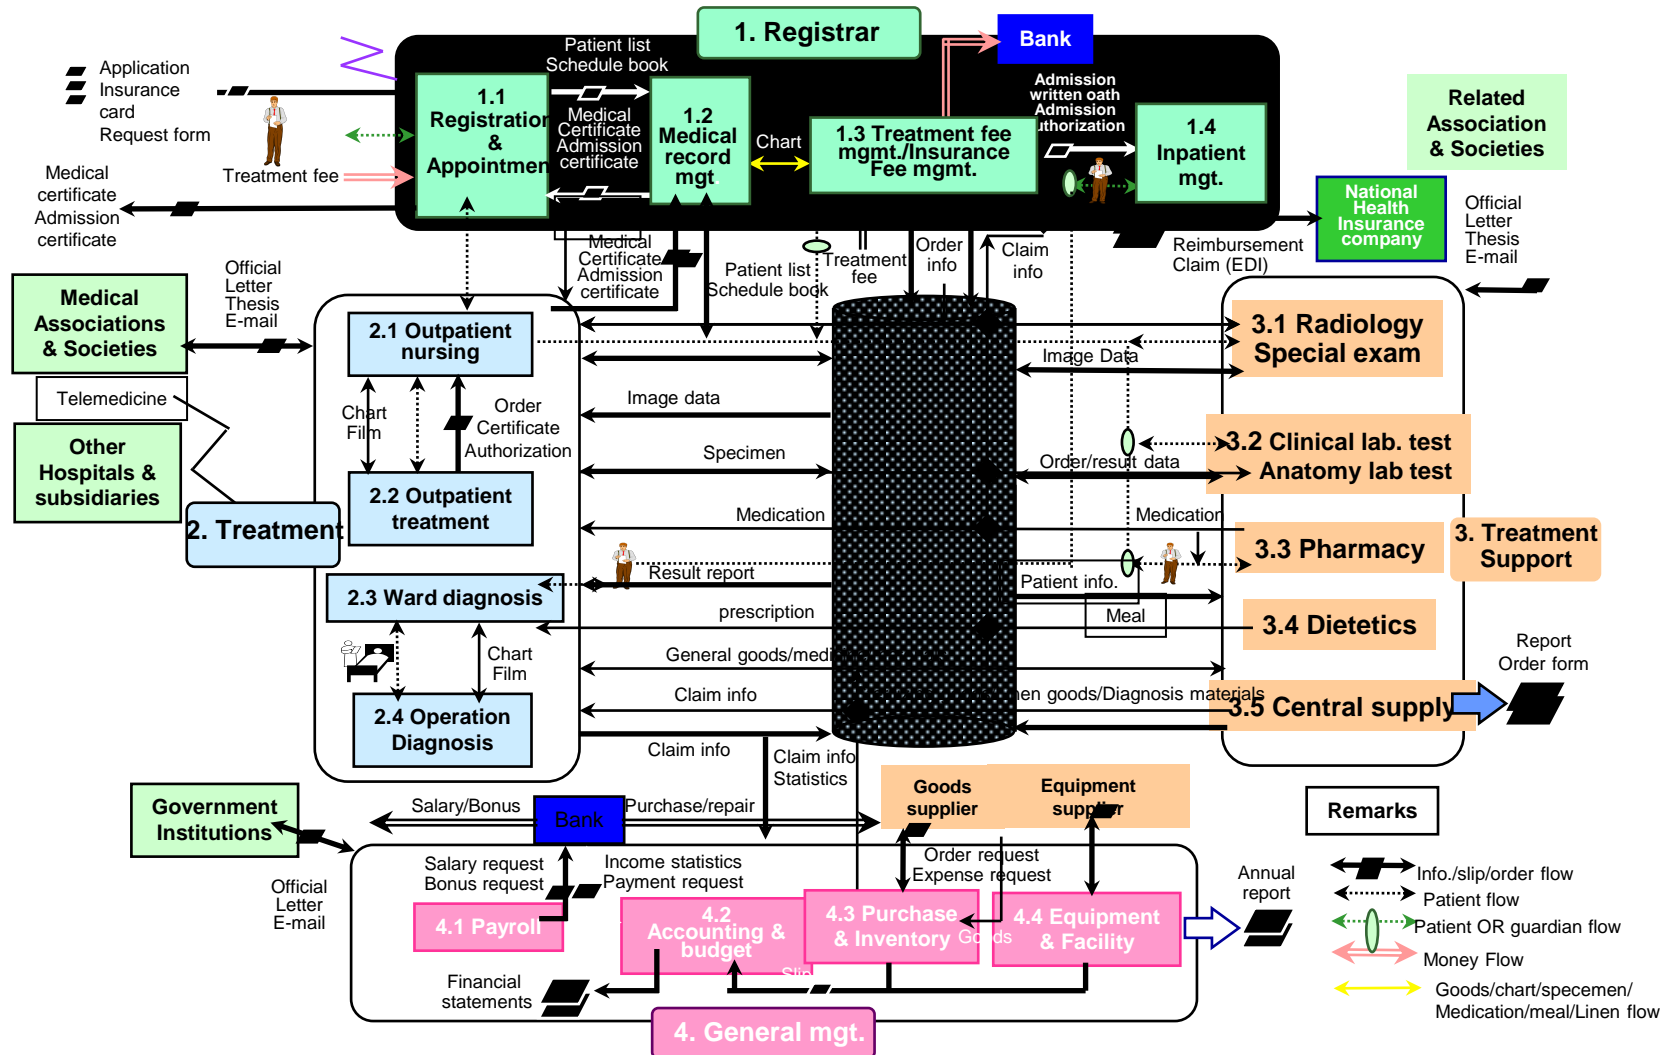 1. Registrar
Bank
Patient list
Schedule book
Application
Insurance
card
Request form
1.1
Registration
&
Appointmen
Medical
Certificate
Admission
certificate
1.2
Medical
record
mgt.
Chart
1.3 Treatment fee
mgmt./Insurance
Fee mgmt.
Admission
written oath
Admission
uthorization
1.4
Inpatient
mgt.
Related
Association
& Societies
Treatment fee
Medical
certificate
Admission
certificate
National
Health
Insurance
company
Official
Letter
Thesis
E-mail
Medical
Certificate
Admission
certificate
Patient list
Schedule book
Treatment
fee
Order
info
Claim
info
Reimbursement
Claim (EDI)
Official
Letter
Thesis
E-mail
Medical
Associations
& Societies
Telemedicine
Other
Hospitals &
subsidiaries
2. Treatment
2.1 Outpatient
nursing
Chart
Film
Order
Certificate
Authorization
2.2 Outpatient
treatment
2.3 Ward diagnosis
Chart
Film
2.4 Operation
Diagnosis
Image data
Specimen
Medication
Result report
prescription
General goods/medi
Claim info
Claim info
Claim info
Statistics
Image Data
Order/result data
Medication
Patient info.
Meal
en goods/Diagnosis materials
3.1 Radiology
Special exam
3.2 Clinical lab. test
Anatomy lab test
3.3 Pharmacy
3. Treatment
Support
3.4 Dietetics
3.5 Central supply
Report
Order form
Government
Institutions
Official
Letter
E-mail
Salary/Bonus
Bank
Purchase/repair
Goods
supplier
Equipment
supplier
Salary request
Bonus request
Income statistics
Payment request
Order request
Expense request
4.1 Payroll
4.2
Accounting &
budget
4.3 Purchase
& Inventory
Goods
4.4 Equipment
& Facility
Slip
Financial
statements
4. General mgt.
Annual
report
Remarks
Info./slip/order flow
Patient flow
Patient OR guardian flow
Money Flow
Goods/chart/specemen/
Medication/meal/Linen flow